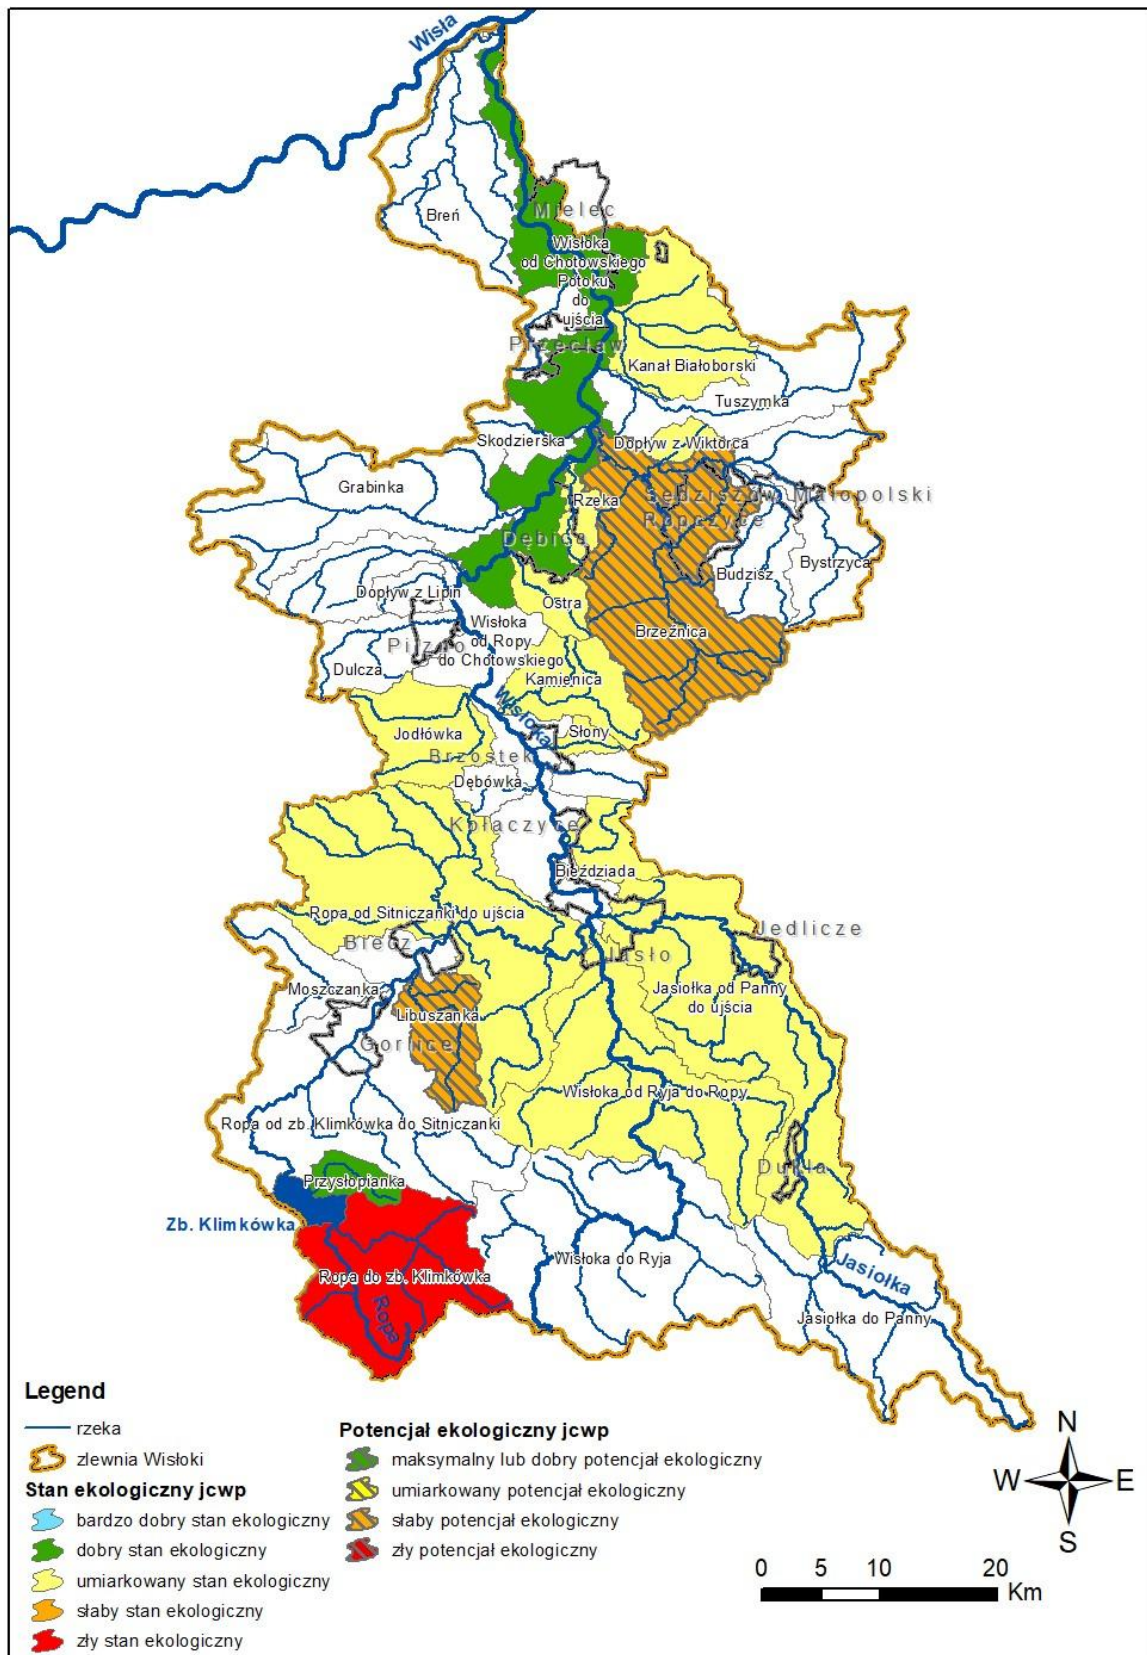 Wisła
Breń
Mielec
Wisłoka
od Chotowskiego
Potoku
do
ujścia
Przecław
Kanał Białoborski
Tuszymka
Skodzierska
Dopływ z Wiktorca
Grabinka
Rzeka
Sędziszów Małopolski
Ropczyce
Dębica
Budzisz
Bystrzyca
Dopływ z Lipin
Ostra
Wisłoka
od Ropy
do Chotowskiego
Pilzno
Brzeźnica
Dulcza
Kamienica
Wisłoka
Jodłówka
Słony
Brzostek
Dębówka
Kołaczyce
Bieździada
Ropa od Sitniczanki do ujścia
Jedlicze
Biecz
Jasło
Moszczanka
Jasiołka od Panny
do ujścia
Libuszanka
Gorlice
Wisłoka od Ryja do Ropy
Ropa od zb. Klimkówka do Sitniczanki
Dukla
Przysłopianka
Zb. Klimkówka
Wisłoka do Ryja
Ropa do zb. Klimkówka
Jasiołka
Ropa
Jasiołka do Panny
Legend
rzeka
zlewnia Wisłoki
Stan ekologiczny jcwp
bardzo dobry stan ekologiczny
dobry stan ekologiczny
umiarkowany stan ekologiczny
słaby stan ekologiczny
zły stan ekologiczny
Potencjał ekologiczny jcwp
maksymalny lub dobry potencjał ekologiczny
umiarkowany potencjał ekologiczny
słaby potencjał ekologiczny
zły potencjał ekologiczny
N
W E
S
0 5 10 20
Km